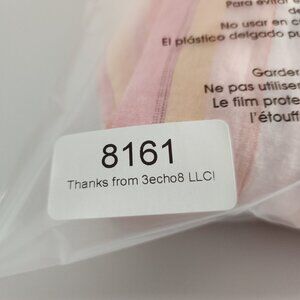 Para evitar
No usar en c
El plástico delgado pu
Garder
Ne pas utiliser
Le film prote
l'étouff
8161
Thanks from 3echo8 LLC!